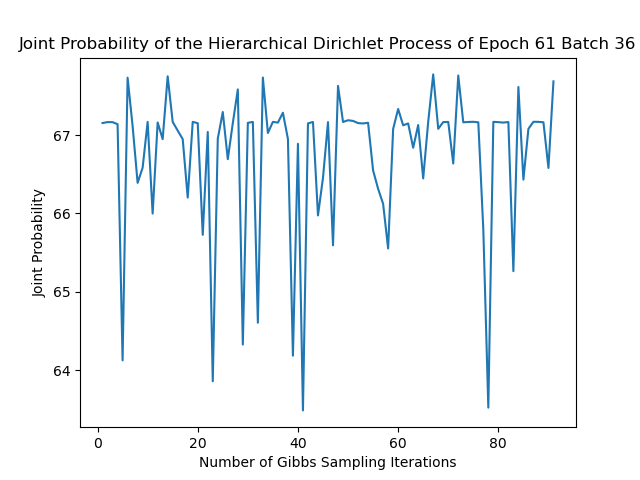 Joint Probability of the Hierarchical Dirichlet Process of Epoch 61 Batch 36
Joint Probability
67
66
65
64
0 20 40 60 80
Number of Gibbs Sampling Iterations